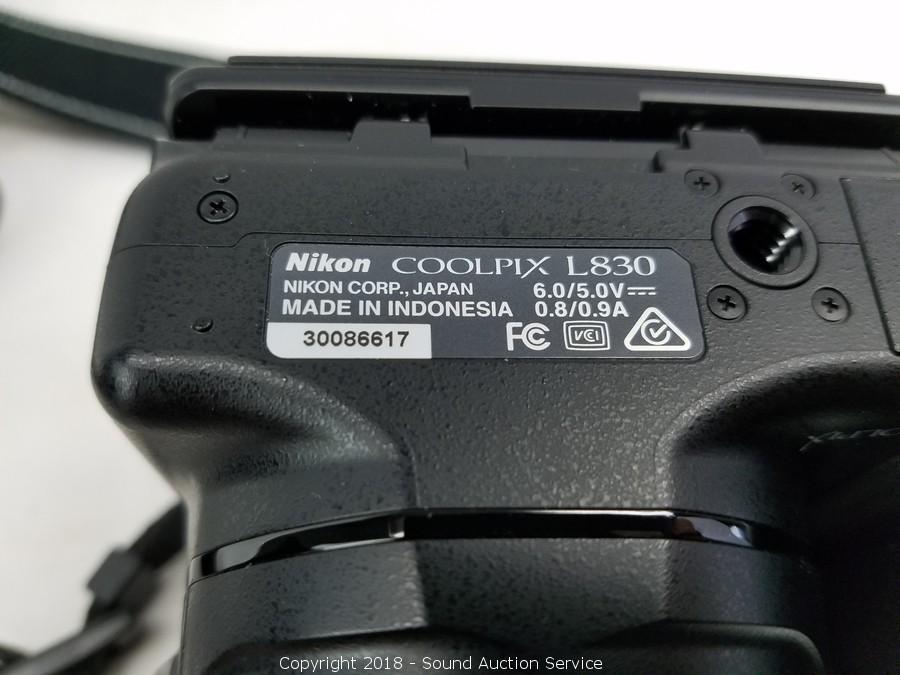 Nikon COOLPIX L830
NIKON CORP., JAPAN 6.0/5.0V
MADE IN INDONESIA 0.8/0.9A
30086617 FC VCI
Copyright 2018 - Sound Auction Service